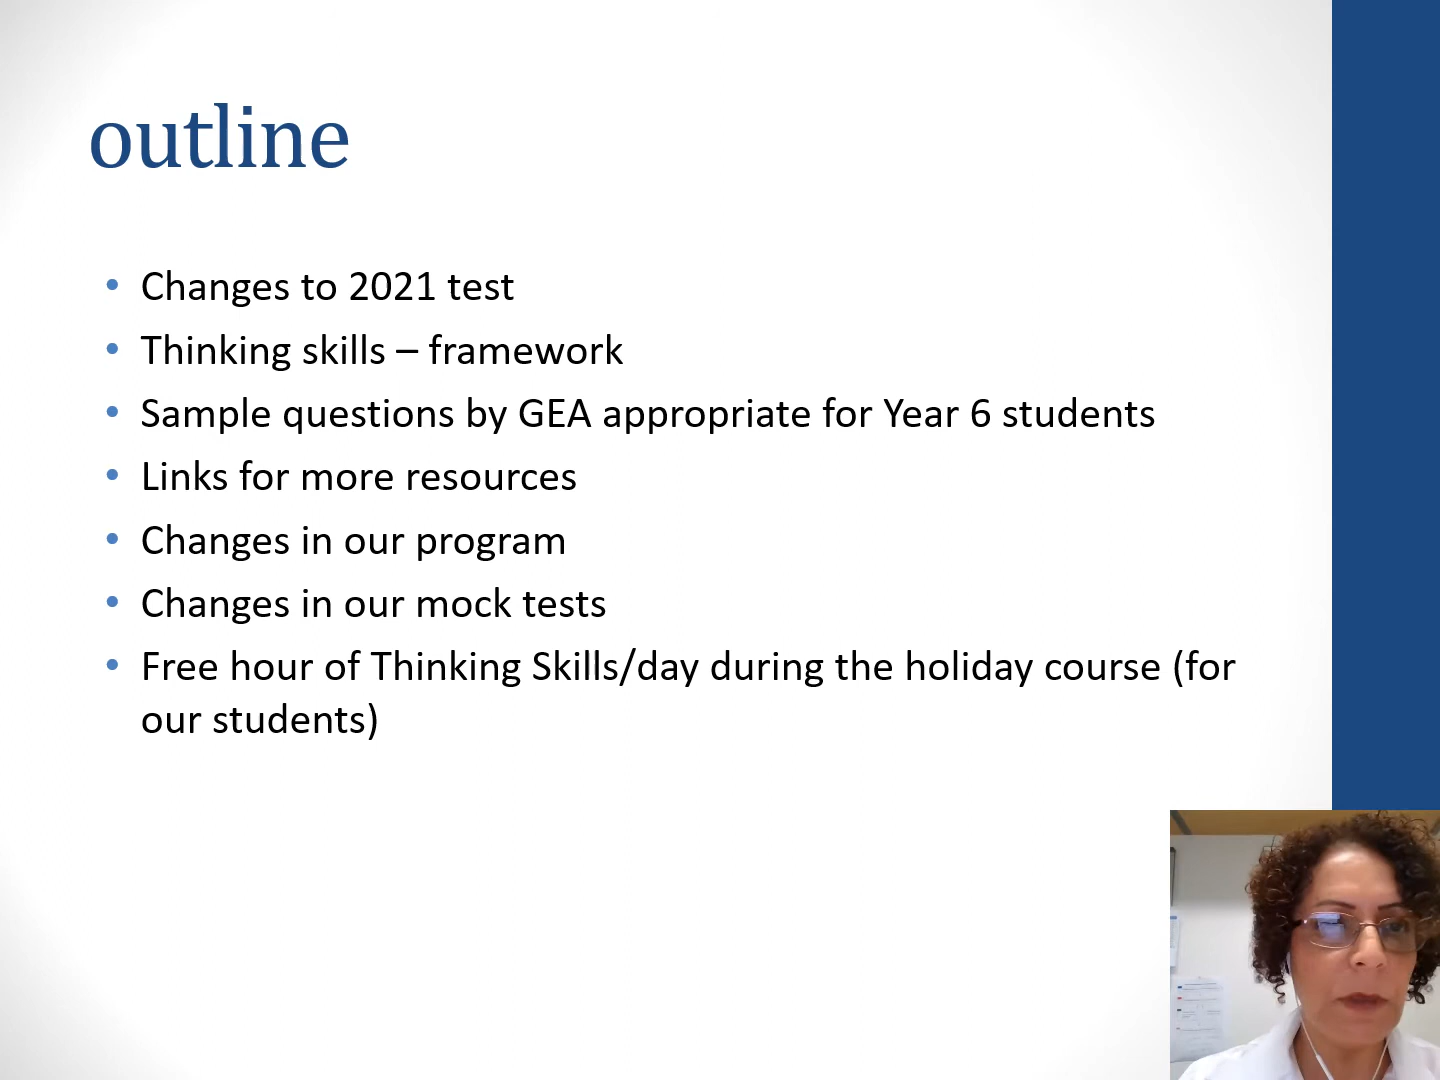 outline
• Changes to 2021 test
• Thinking skills – framework
• Sample questions by GEA appropriate for Year 6 students
• Links for more resources
• Changes in our program
• Changes in our mock tests
• Free hour of Thinking Skills/day during the holiday course (for
our students)